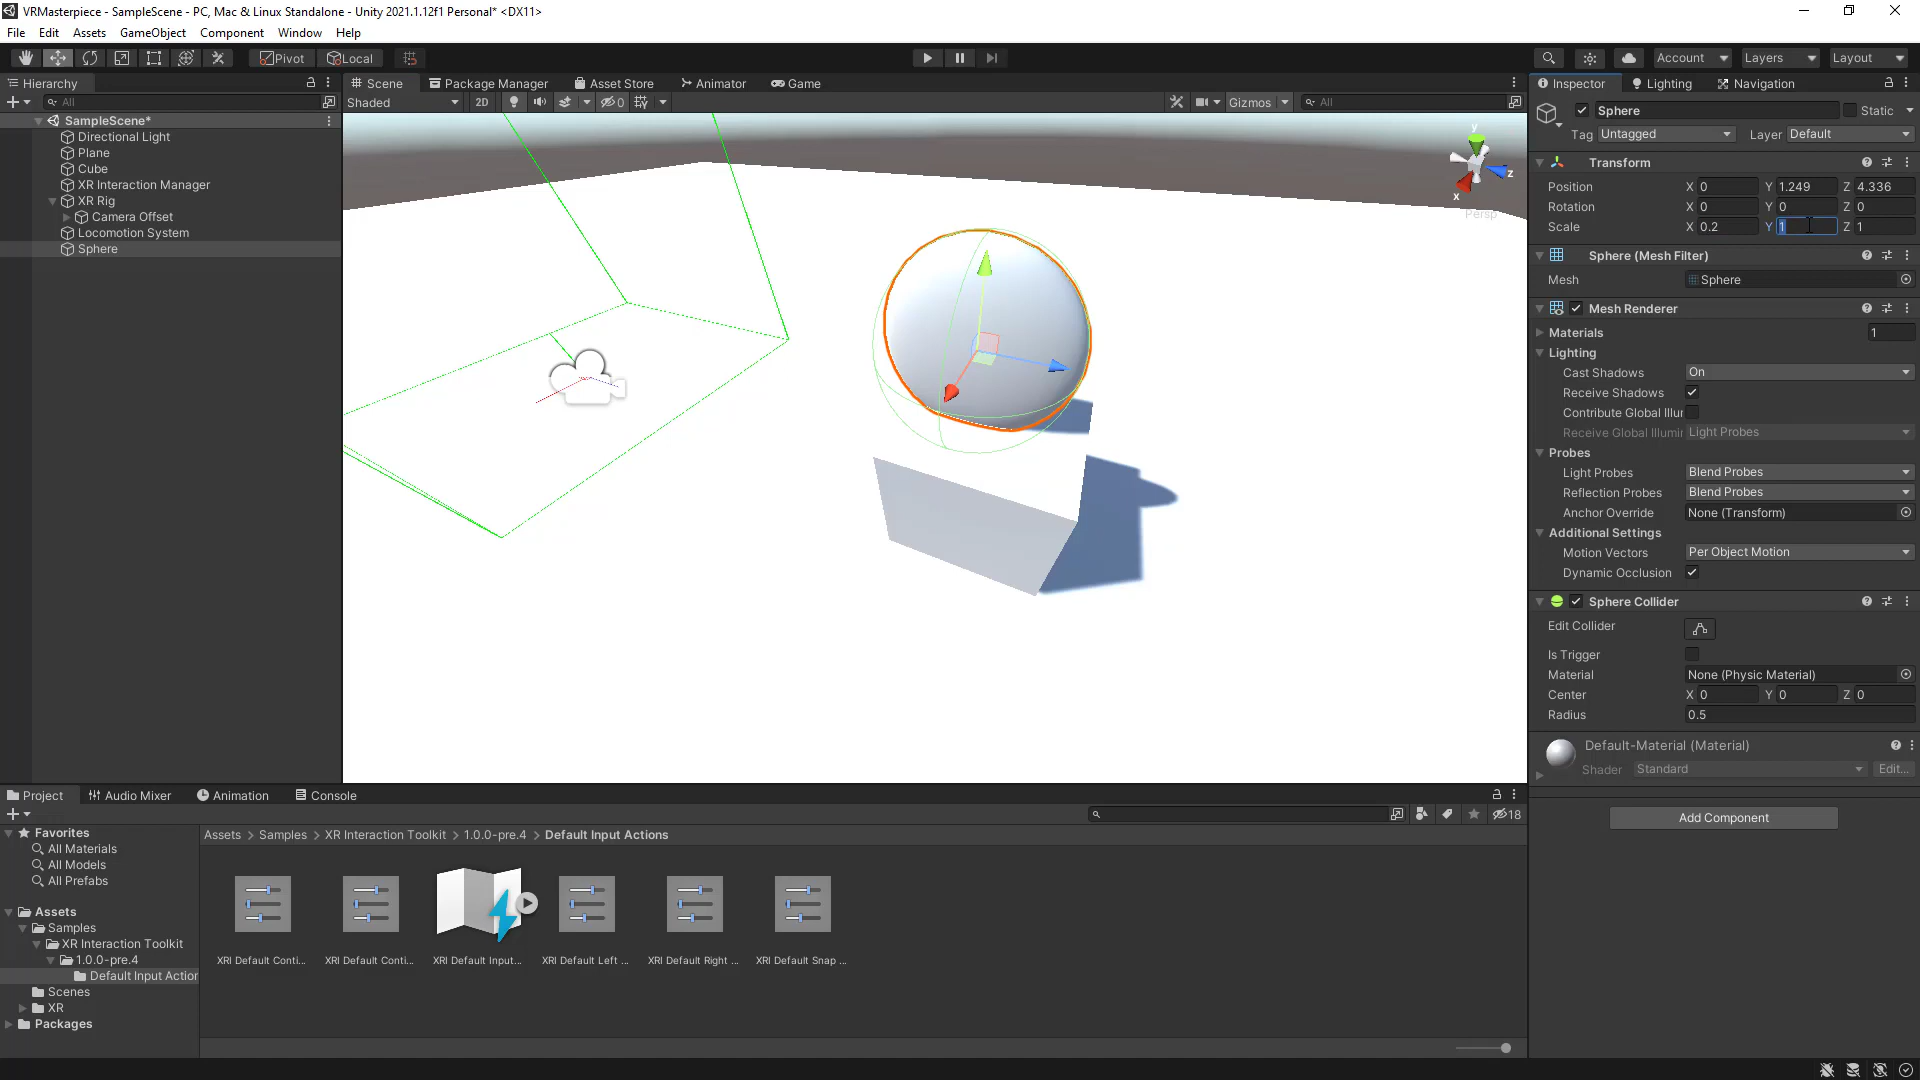 VRMasterpiece - SampleScene - PC, Mac & Linux Standalone - Unity 2021.1.12f1 Personal* <DX11>
File Edit Assets GameObject Component Window Help
Pivot Local Account Layers Layout
Hierarchy Scene Package Manager Asset Store Animator Game Inspector Lighting Navigation
All Shaded 2D 0 Gizmos All Sphere Static
SampleScene*
Tag Untagged Layer Default
Directional Light
Plane
Cube
XR Interaction Manager
XR Rig
Camera Offset
Locomotion System
Sphere
y
z
x
Persp
Transform
Position X 0 Y 1.249 Z 4.336
Rotation X 0 Y 0 Z 0
Scale X 0.2 Y 1 Z 1
Sphere (Mesh Filter)
Mesh Sphere
Mesh Renderer
Materials 1
Lighting
Cast Shadows On
Receive Shadows
Contribute Global Illur
Receive Global Illumir Light Probes
Probes
Light Probes Blend Probes
Reflection Probes Blend Probes
Anchor Override None (Transform)
Additional Settings
Motion Vectors Per Object Motion
Dynamic Occlusion
Sphere Collider
Edit Collider
Is Trigger
Material None (Physic Material)
Center X 0 Y 0 Z 0
Radius 0.5
Default-Material (Material)
Shader Standard Edit...
Add Component
Project Audio Mixer Animation Console
18
Favorites
All Materials
All Models
All Prefabs
Assets
Samples
XR Interaction Toolkit
1.0.0-pre.4
Default Input Actior
Scenes
XR
Packages
Assets > Samples > XR Interaction Toolkit > 1.0.0-pre.4 > Default Input Actions
XRI Default Conti... XRI Default Conti... XRI Default Input... XRI Default Left ... XRI Default Right ... XRI Default Snap ...